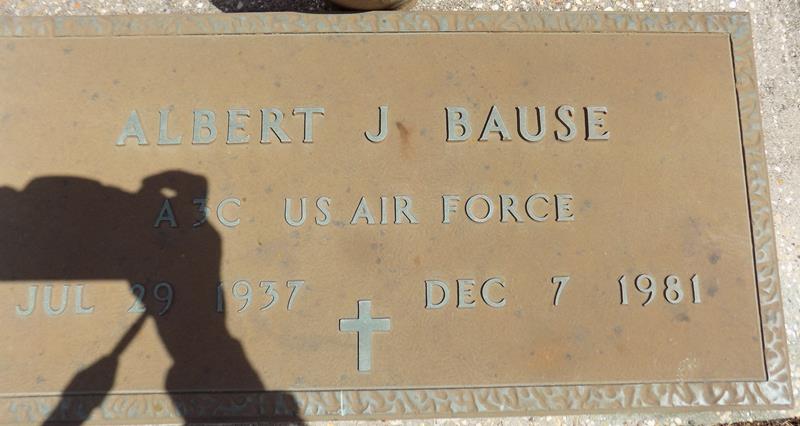 ALBERT J BAUSE
A3C US AIR FORCE
JUL 29 1937 DEC 7 1981